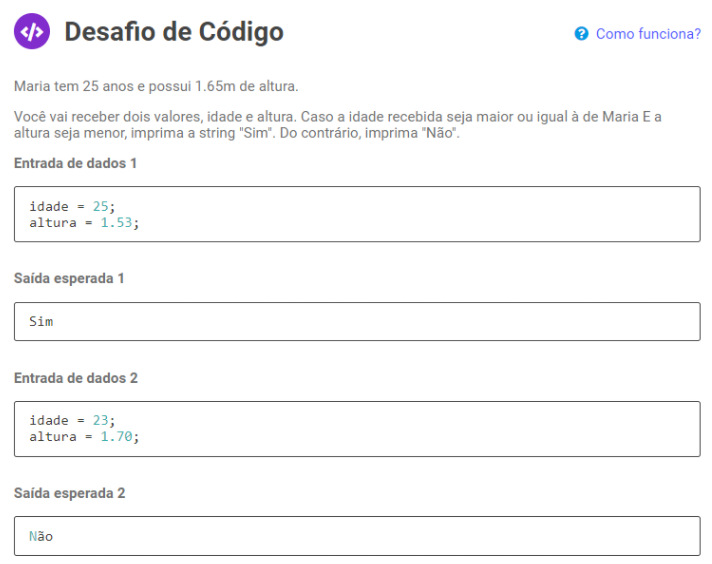 </>
Desafio de Código
? Como funciona?
Maria tem 25 anos e possui 1.65m de altura.
Você vai receber dois valores, idade e altura. Caso a idade recebida seja maior ou igual à de Maria E a
altura seja menor, imprima a string "Sim". Do contrário, imprima "Não".
Entrada de dados 1
idade = 25;
altura = 1.53;
Saída esperada 1
Sim
Entrada de dados 2
idade = 23;
altura = 1.70;
Saída esperada 2
Não